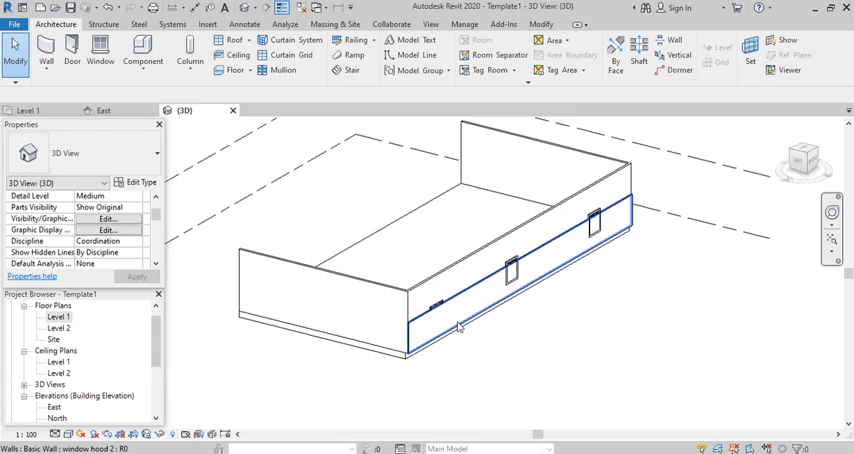 Autodesk Revit 2020 - Template1 - 3D View: {3D}
Sign In
File Architecture Structure Steel Systems Insert Annotate Analyze Massing & Site Collaborate View Manage Add-Ins Modify
Modify
Wall
Door
Window
Component
Column
Roof
Ceiling
Floor
Curtain System
Curtain Grid
Mullion
Railing
Ramp
Stair
Model Text
Model Line
Model Group
Room
Room Separator
Tag Room
Area
Area Boundary
Tag Area
By
Face
Shaft
Wall
Vertical
Dormer
Level
Grid
Set
Show
Ref Plane
Viewer
Level 1
East
{3D}
Properties
3D View
3D View: {3D} Edit Type
Detail Level Medium
Parts Visibility Show Original
Visibility/Graphic... Edit...
Graphic Display ... Edit...
Discipline Coordination
Show Hidden Lines By Discipline
Default Analysis ... None
Properties help Apply
Project Browser - Template1
Floor Plans
Level 1
Level 2
Site
Ceiling Plans
Level 1
Level 2
3D Views
Elevations (Building Elevation)
East
North
1 : 100
Walls : Basic Wall : window hood 2 : R0
:0
Main Model
:0